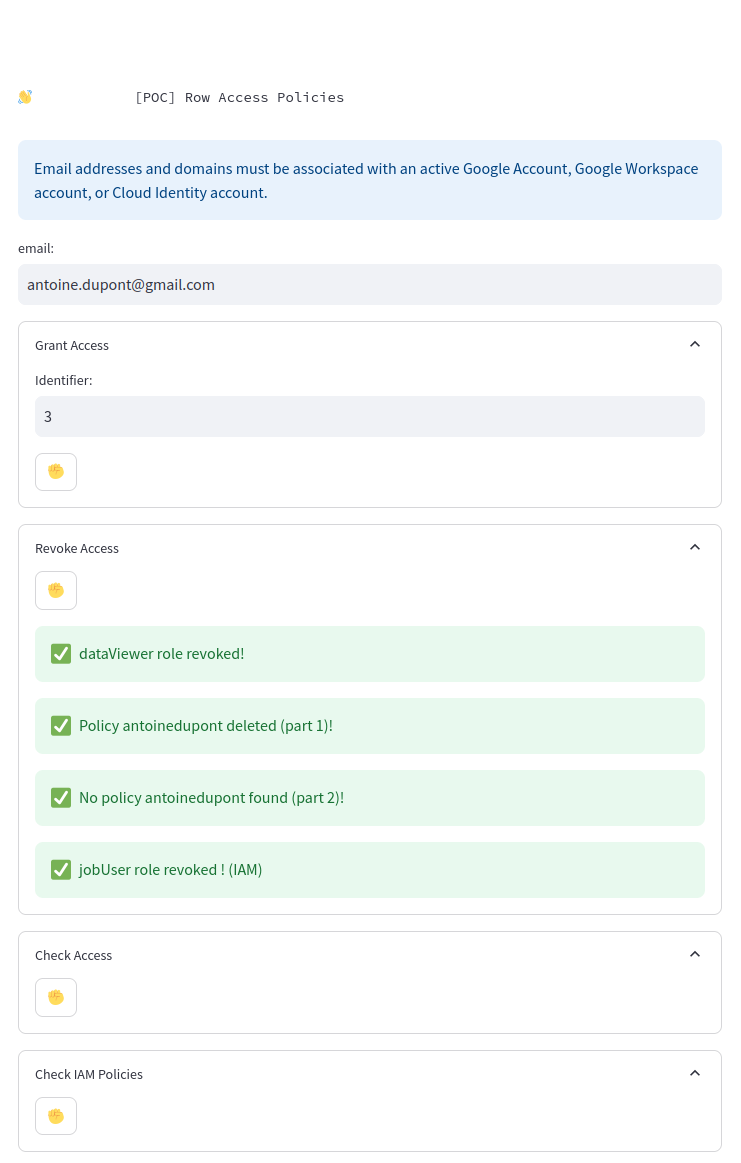 👋 [POC] Row Access Policies
Email addresses and domains must be associated with an active Google Account, Google Workspace
account, or Cloud Identity account.
email:
antoine.dupont@gmail.com
Grant Access
Identifier:
3
✊
Revoke Access
✊
✅ dataViewer role revoked!
✅ Policy antoinedupont deleted (part 1)!
✅ No policy antoinedupont found (part 2)!
✅ jobUser role revoked ! (IAM)
Check Access
✊
Check IAM Policies
✊